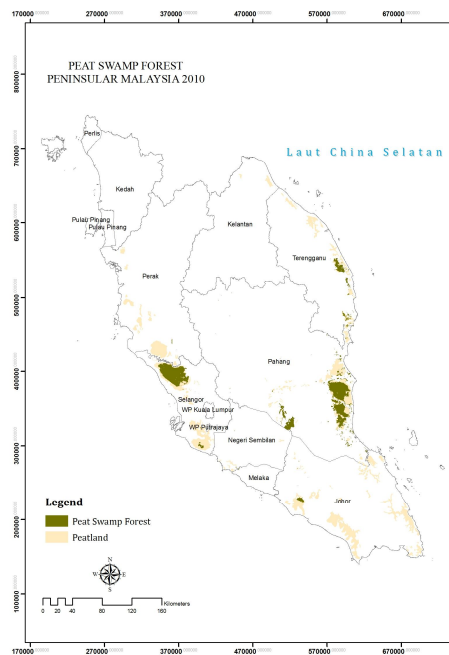 170000 270000 370000 470000 570000 670000
PEAT SWAMP FOREST
PENINSULAR MALAYSIA 2010
Laut China Selatan
Perlis
Kedah
Pulau Pinang
Pulau Pinang
Kelantan
Terengganu
Perak
Pahang
Selangor
WP Kuala Lumpur
WP Putrajaya
Negeri Sembilan
Melaka
Johor
800000
700000
600000
500000
400000
300000
200000
100000
Legend
Peat Swamp Forest
Peatland
N
W E
S
0 20 40 80 120 160
Kilometers
170000 270000 370000 470000 570000 670000